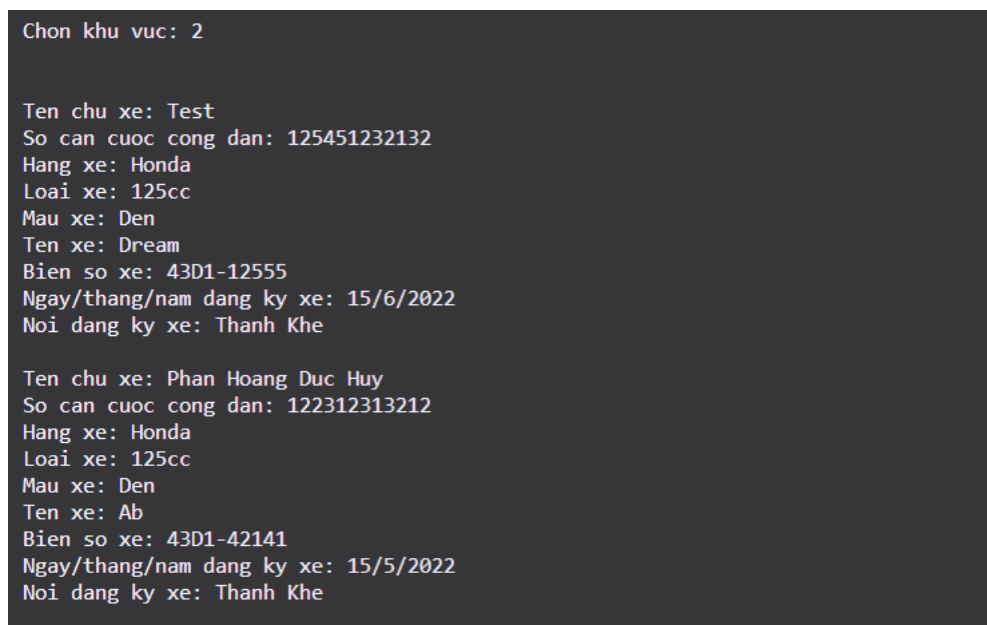 Chon khu vuc: 2
Ten chu xe: Test
So can cuoc cong dan: 125451232132
Hang xe: Honda
Loai xe: 125cc
Mau xe: Den
Ten xe: Dream
Bien so xe: 43D1-12555
Ngay/thang/nam dang ky xe: 15/6/2022
Noi dang ky xe: Thanh Khe
Ten chu xe: Phan Hoang Duc Huy
So can cuoc cong dan: 122312313212
Hang xe: Honda
Loai xe: 125cc
Mau xe: Den
Ten xe: Ab
Bien so xe: 43D1-42141
Ngay/thang/nam dang ky xe: 15/5/2022
Noi dang ky xe: Thanh Khe